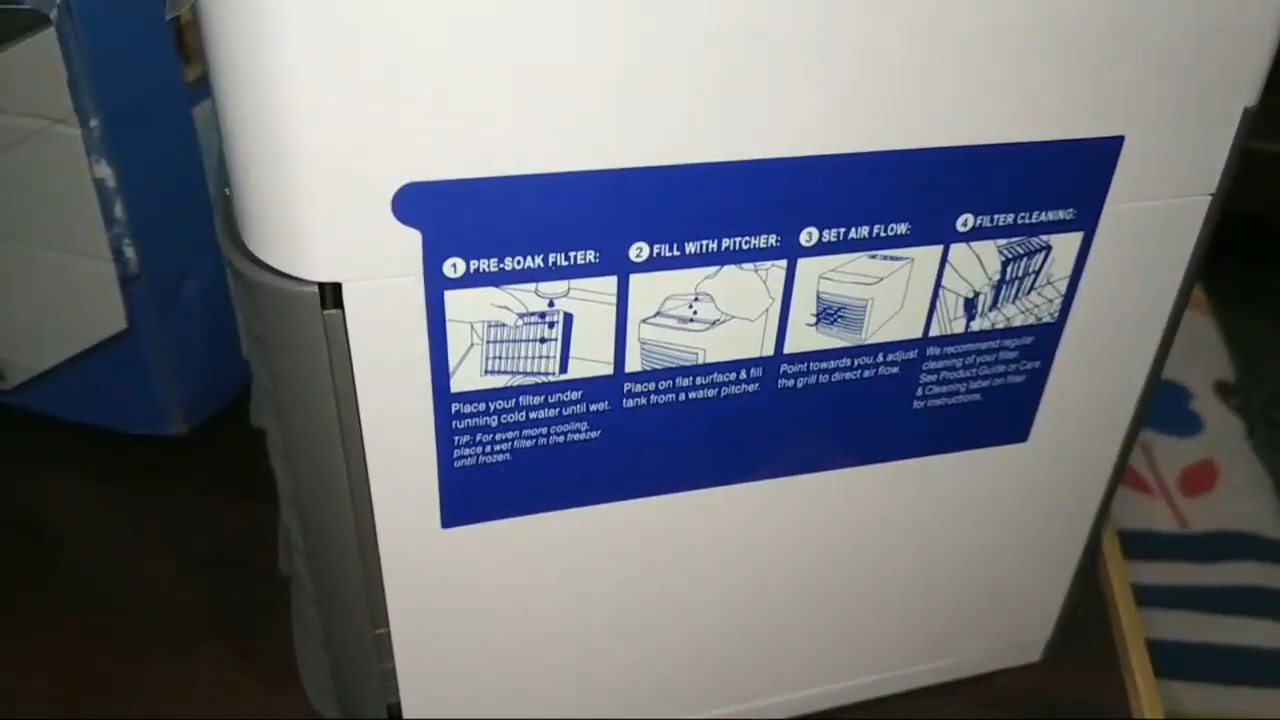 1 PRE-SOAK FILTER:
Place your filter under
running cold water until wet.
TIP: For even more cooling,
place a wet filter in the freezer
until frozen.
2 FILL WITH PITCHER:
Place on flat surface & fill
tank from a water pitcher.
3 SET AIR FLOW:
Point towards you, & adjust
the grill to direct air flow.
4 FILTER CLEANING:
We recommend regular
cleaning of your filter.
See Product Guide or Care
& Cleaning label on filter
for instructions.